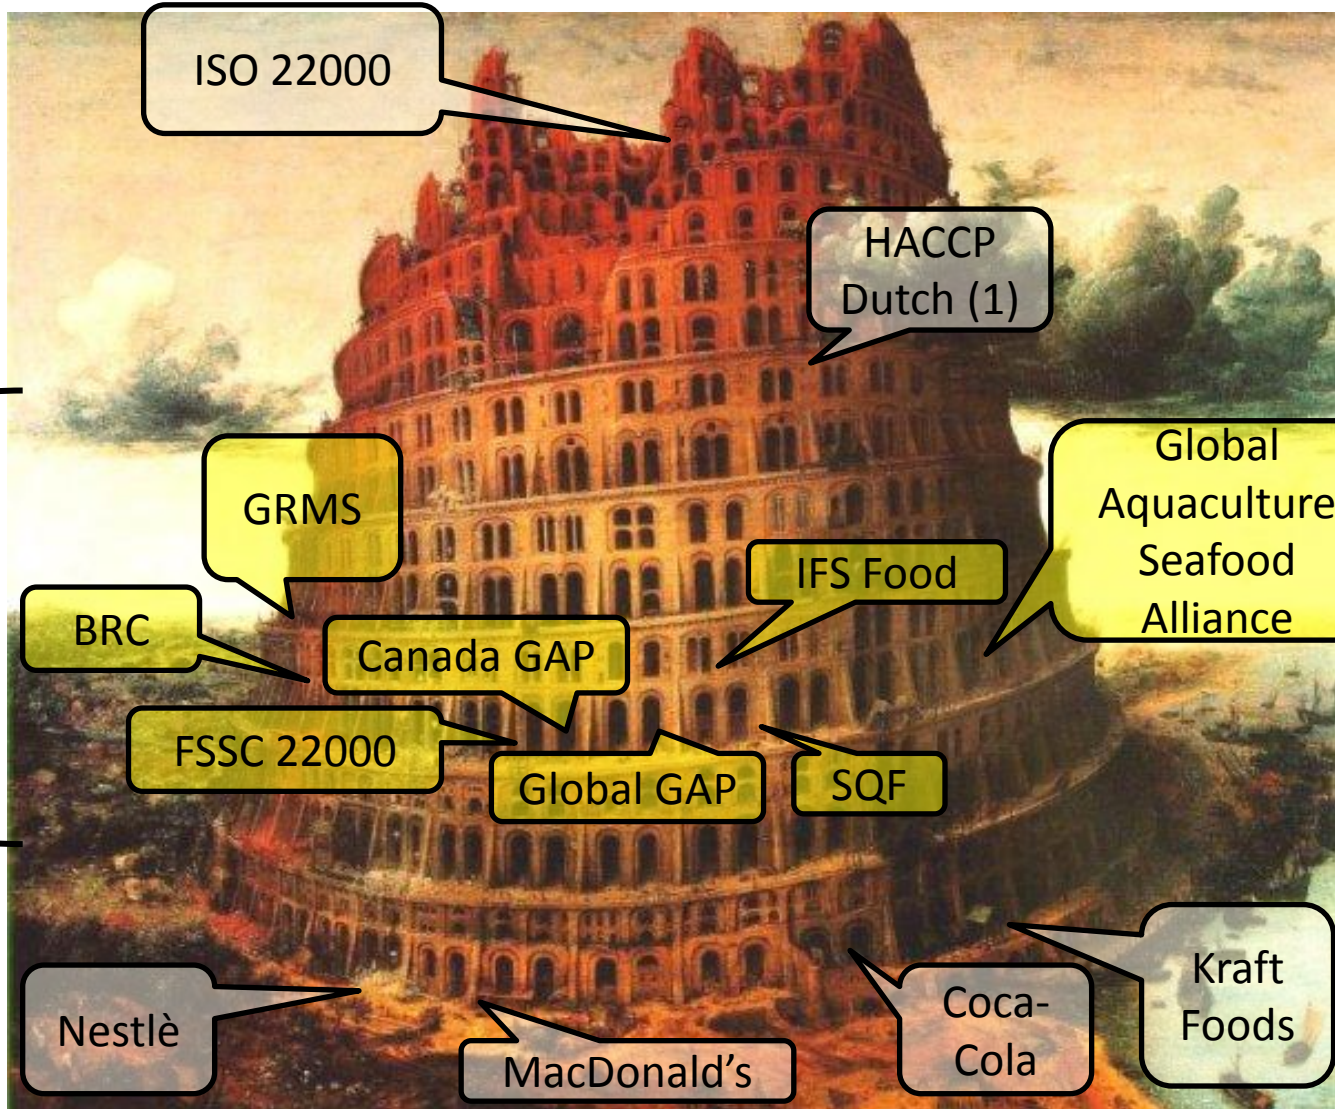 ISO 22000
HACCP
Dutch (1)
Global
Aquaculture
Seafood
Alliance
GRMS
IFS Food
BRC
Canada GAP
FSSC 22000
Global GAP
SQF
Nestlè
MacDonald’s
Coca-
Cola
Kraft
Foods